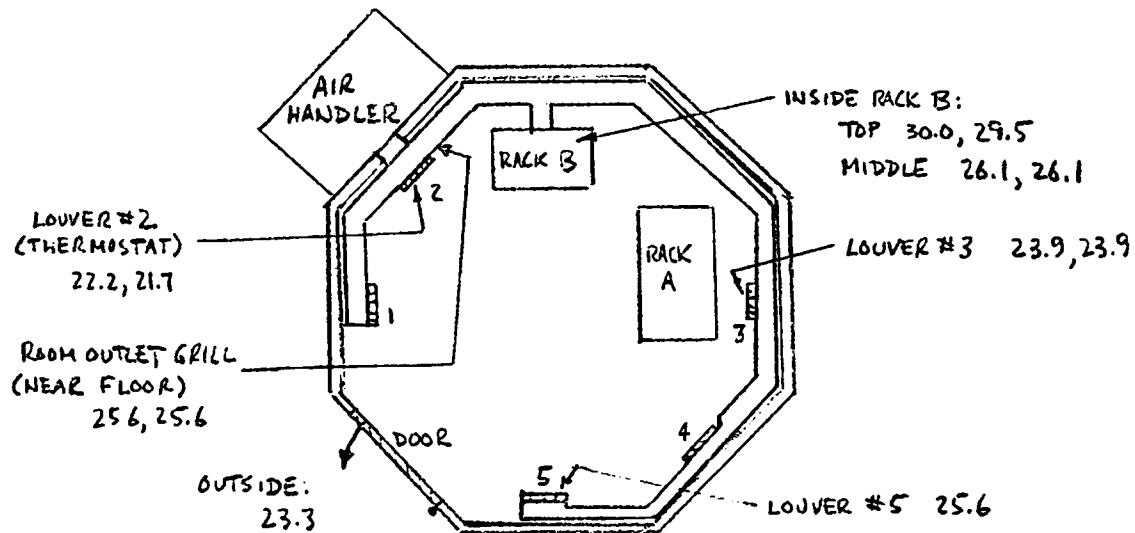 AIR
HANDLER
RACK B
INSIDE RACK B:
TOP 30.0, 29.5
MIDDLE 26.1, 26.1
2
LOUVER #2
(THERMOSTAT)
22.2, 21.7
RACK
A
LOUVER #3 23.9, 23.9
1
3
ROOM OUTLET GRILL
(NEAR FLOOR)
25 6, 25.6
DOOR
4
OUTSIDE:
23.3
5
LOUVER #5 25.6